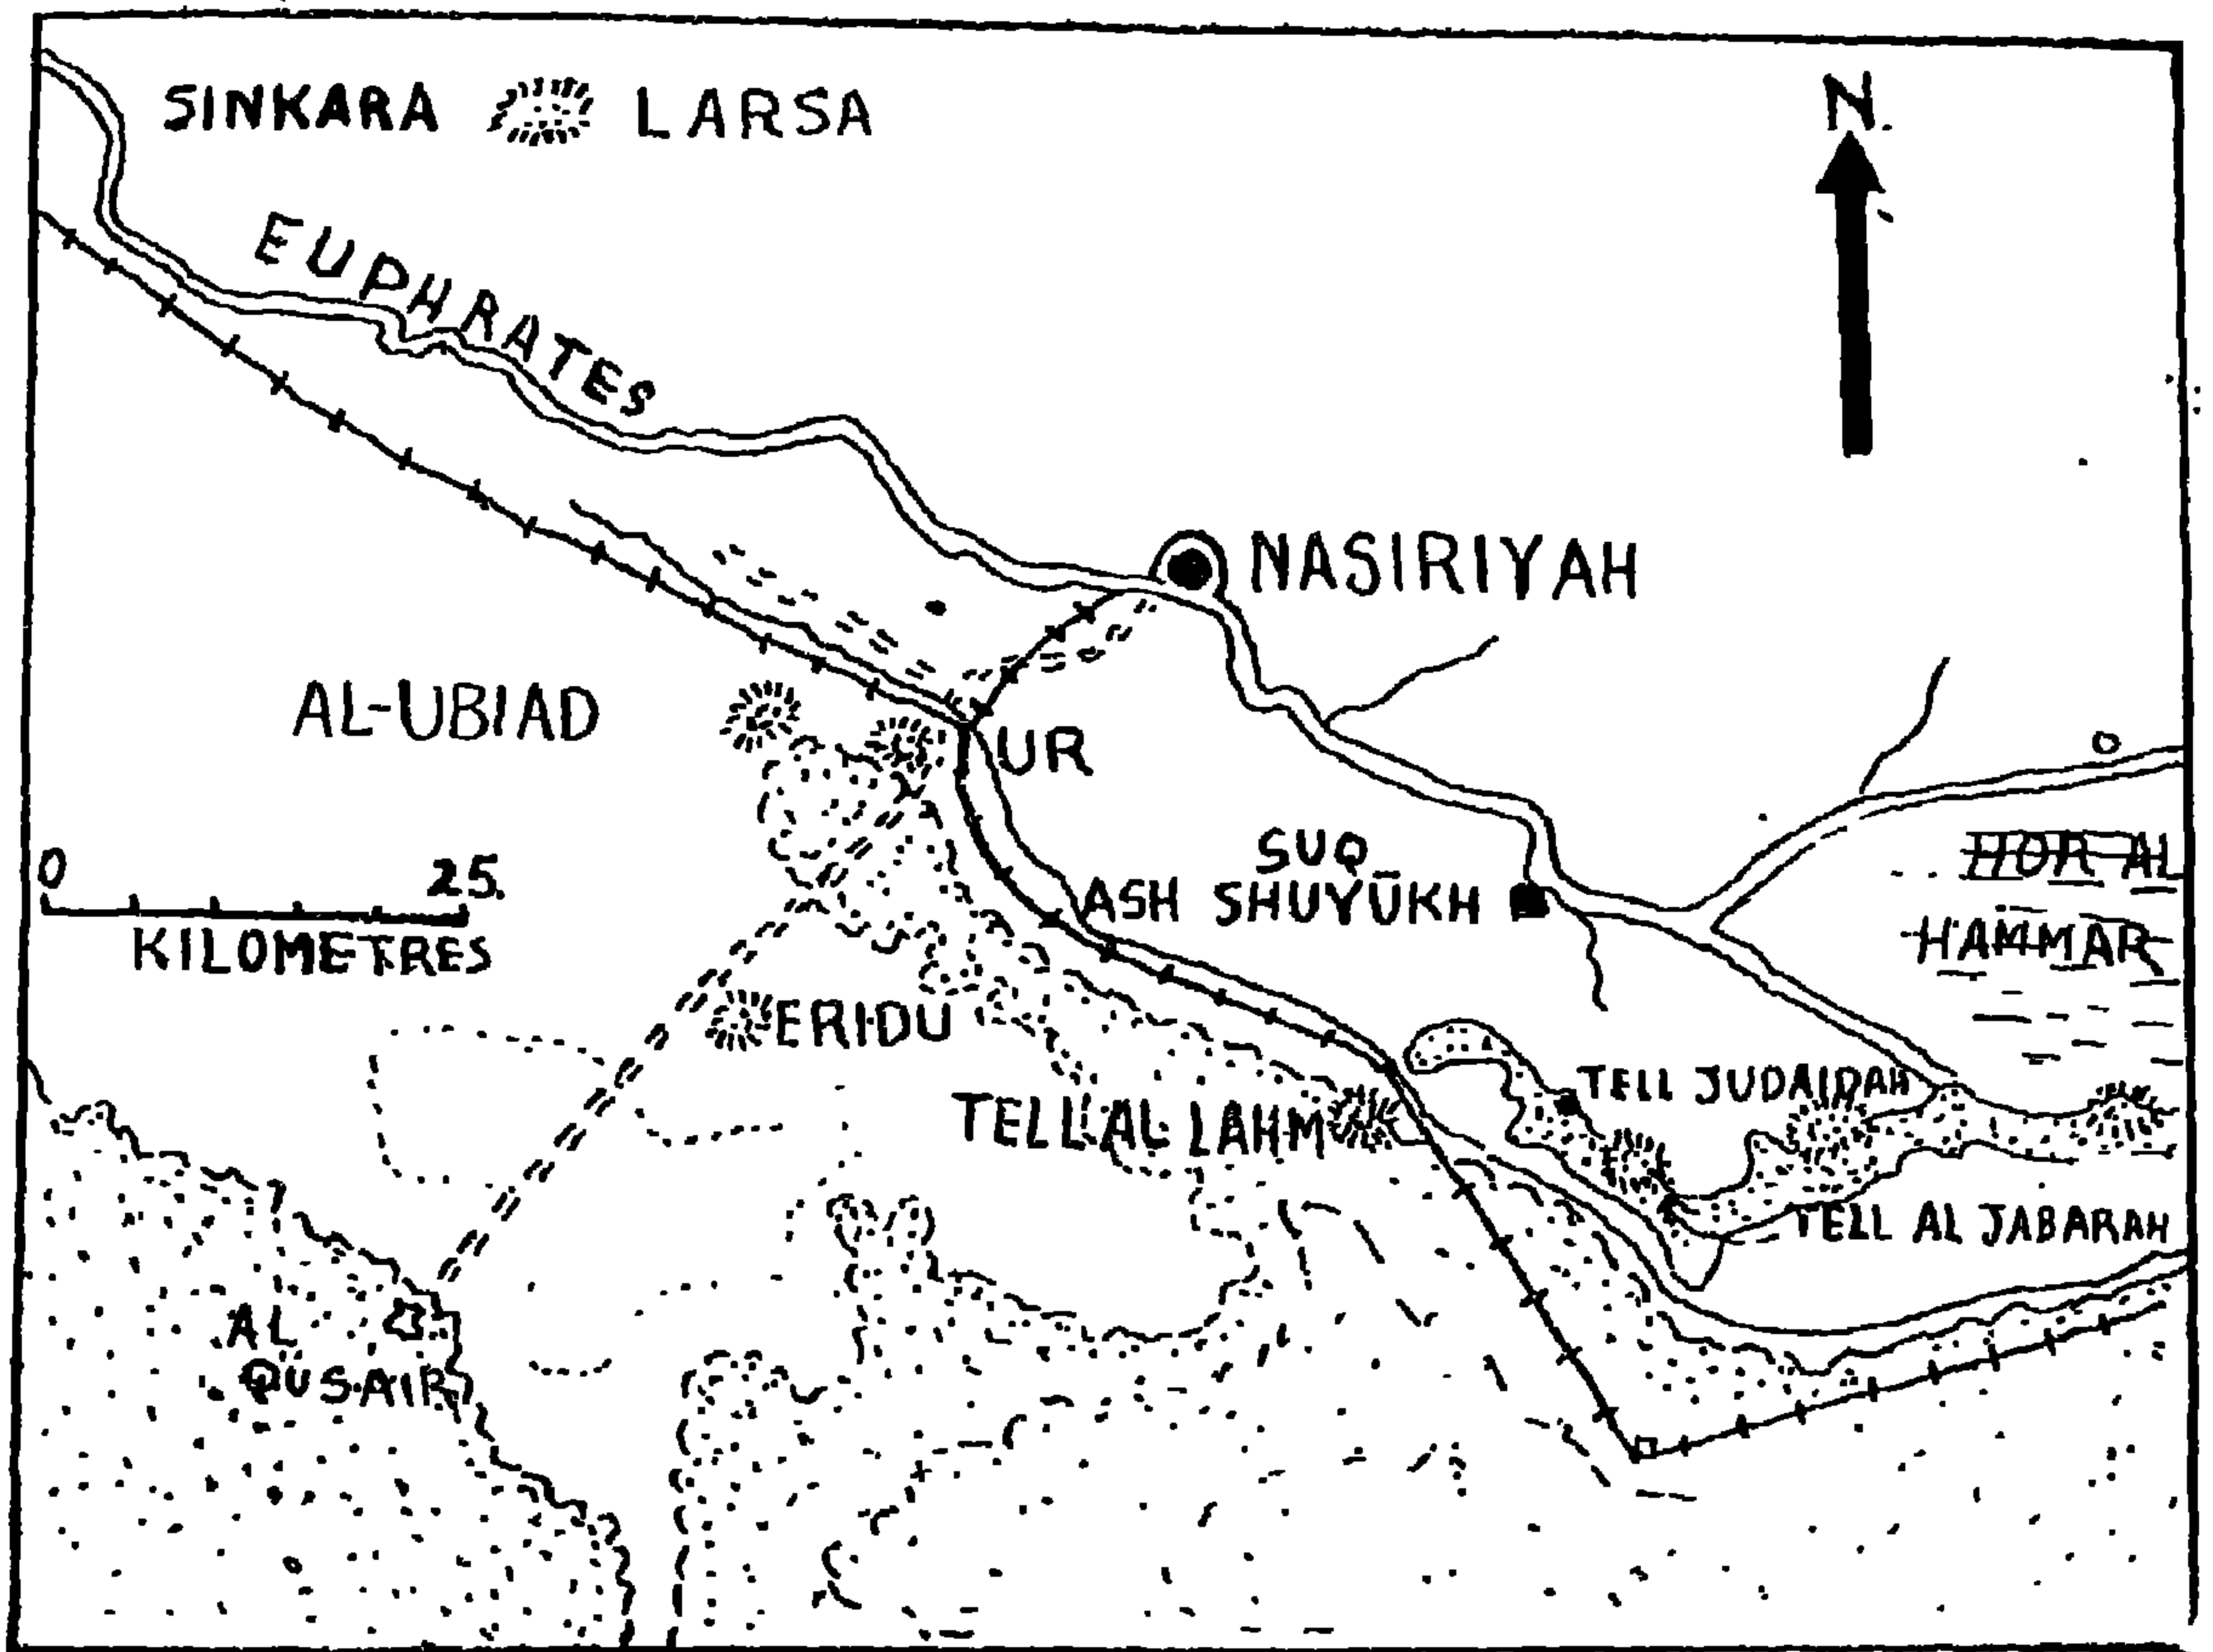 SINKARA LARSA
N.
EUPHRATES
NASIRIYAH
AL-UBIAD
UR
0 25.
KILOMETRES
SUQ
ASH SHUYŪKH
HOR AL
HAMMAR
ERIDU
TELL JUDAIDAH
TELL AL LAHM
TELL AL JABARAH
AL
QUSAIR